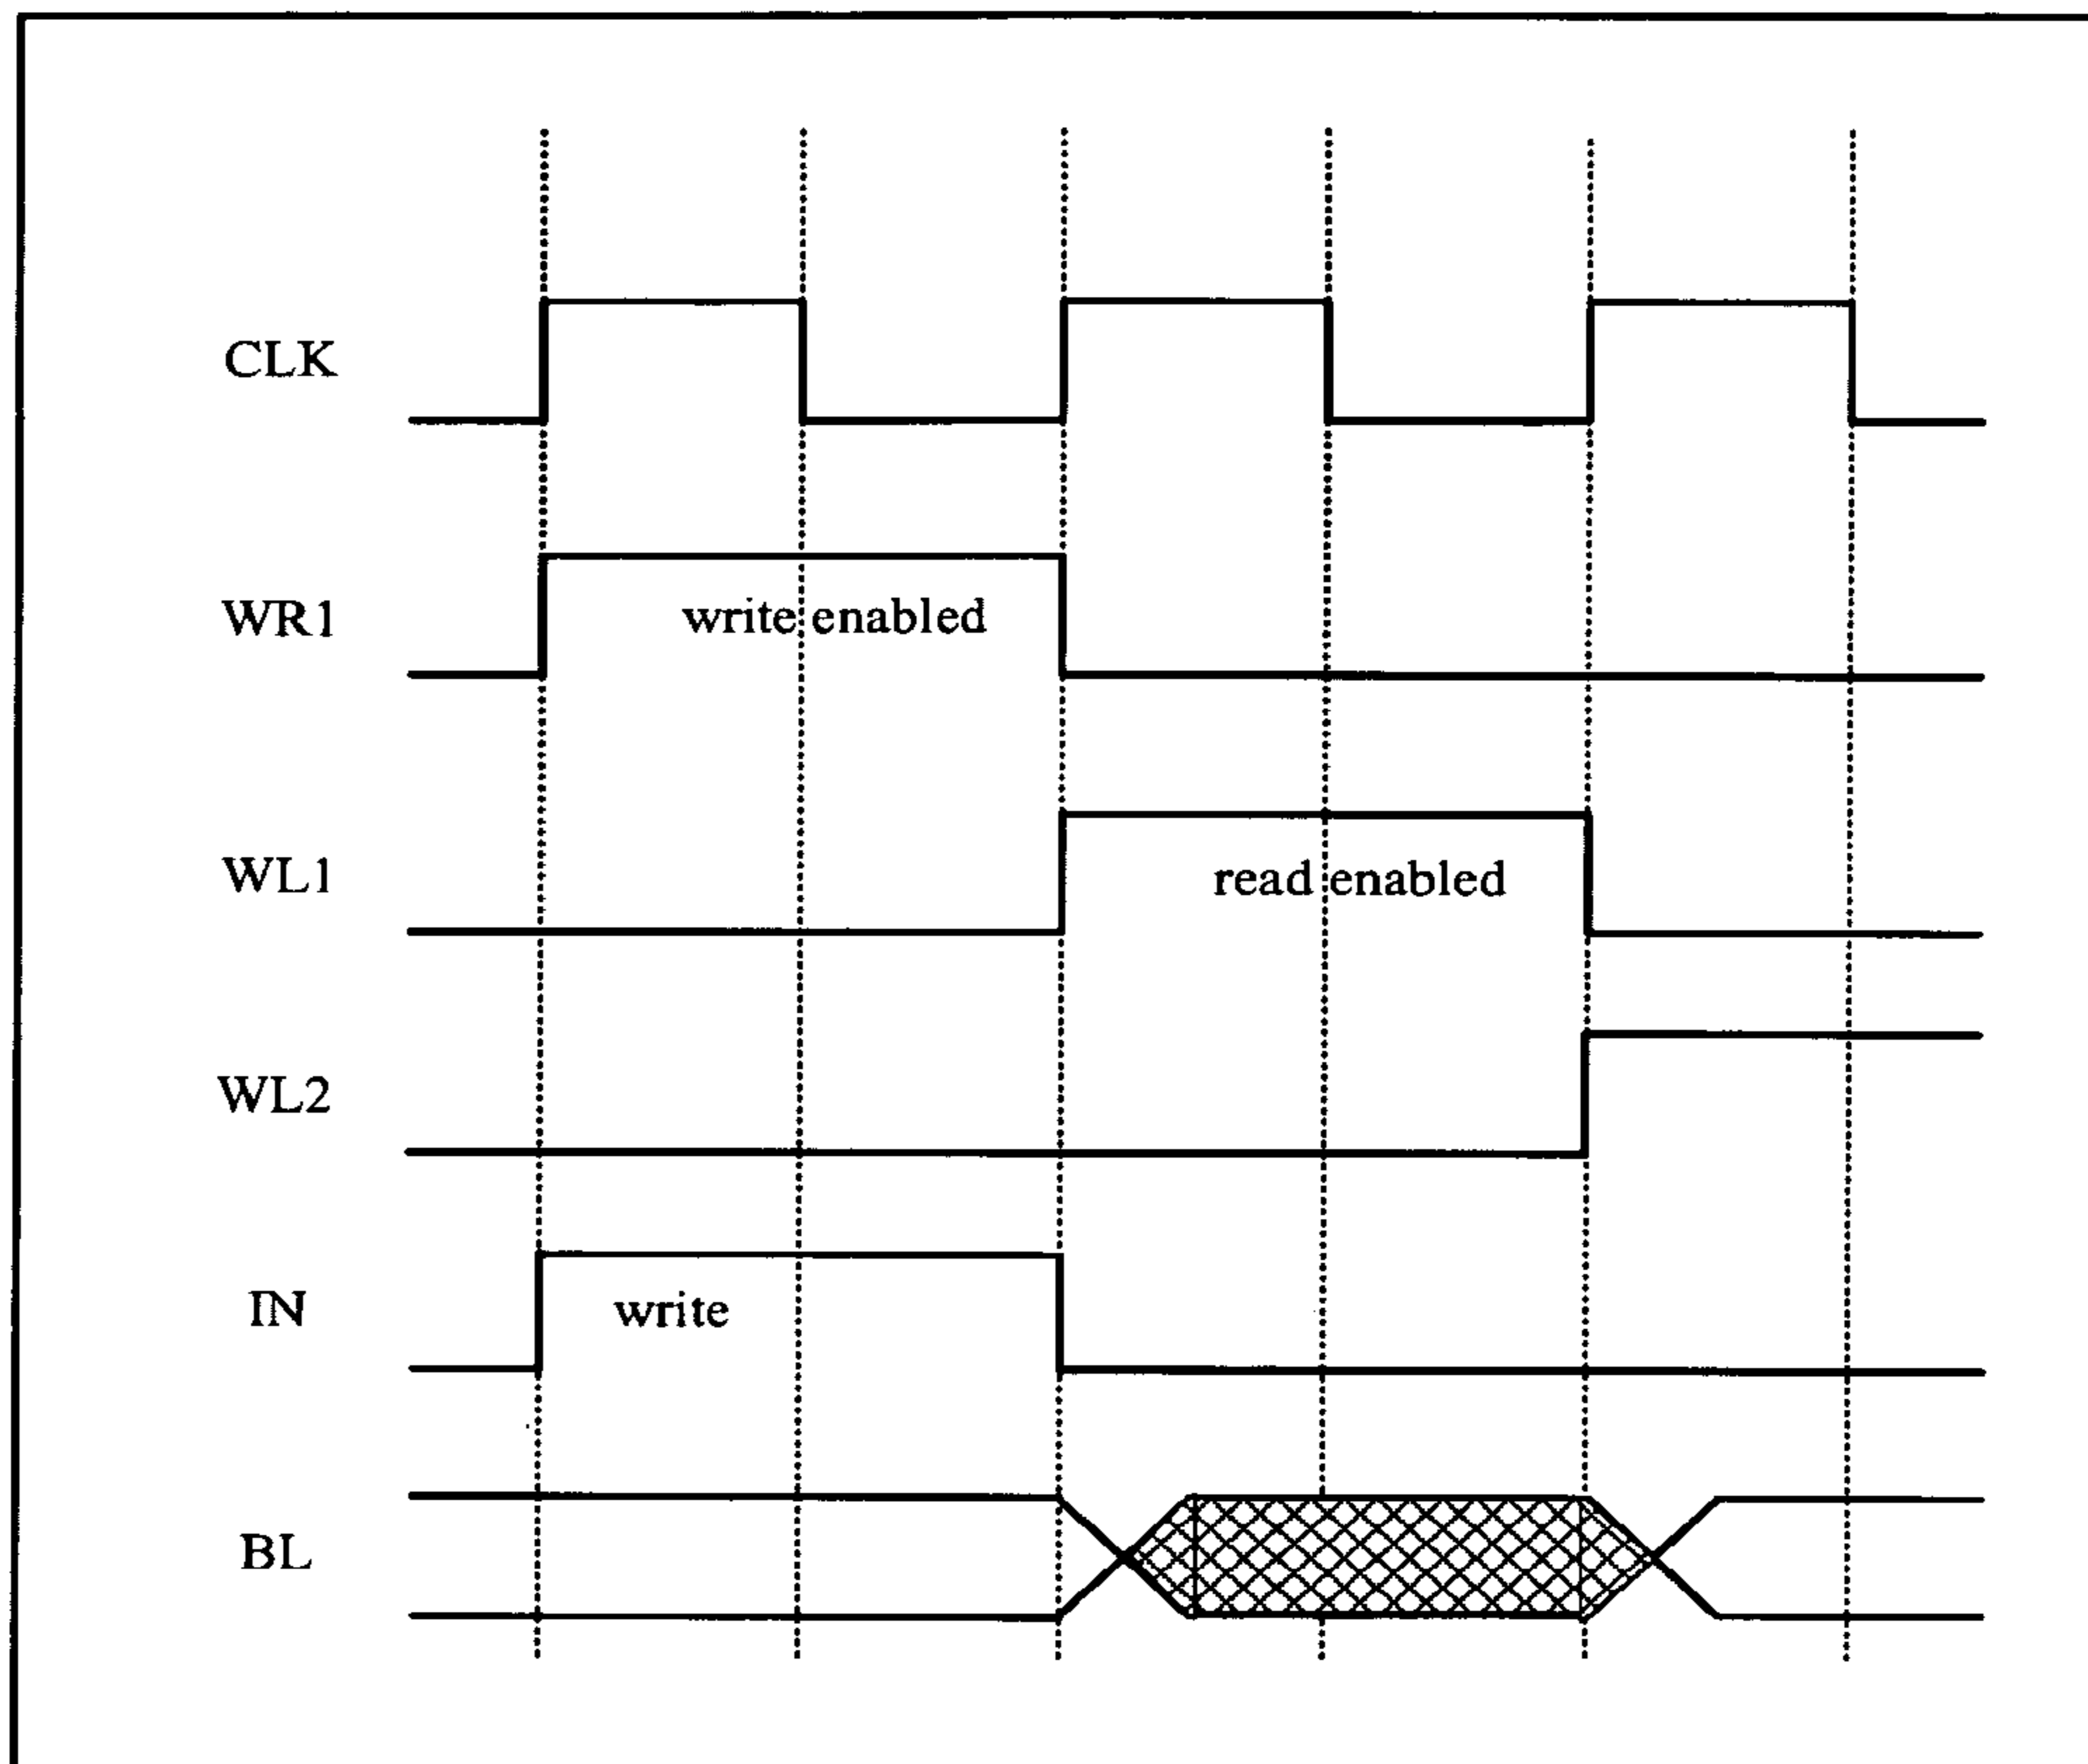 CLK
WR1
write enabled
WL1
read enabled
WL2
IN
write
BL